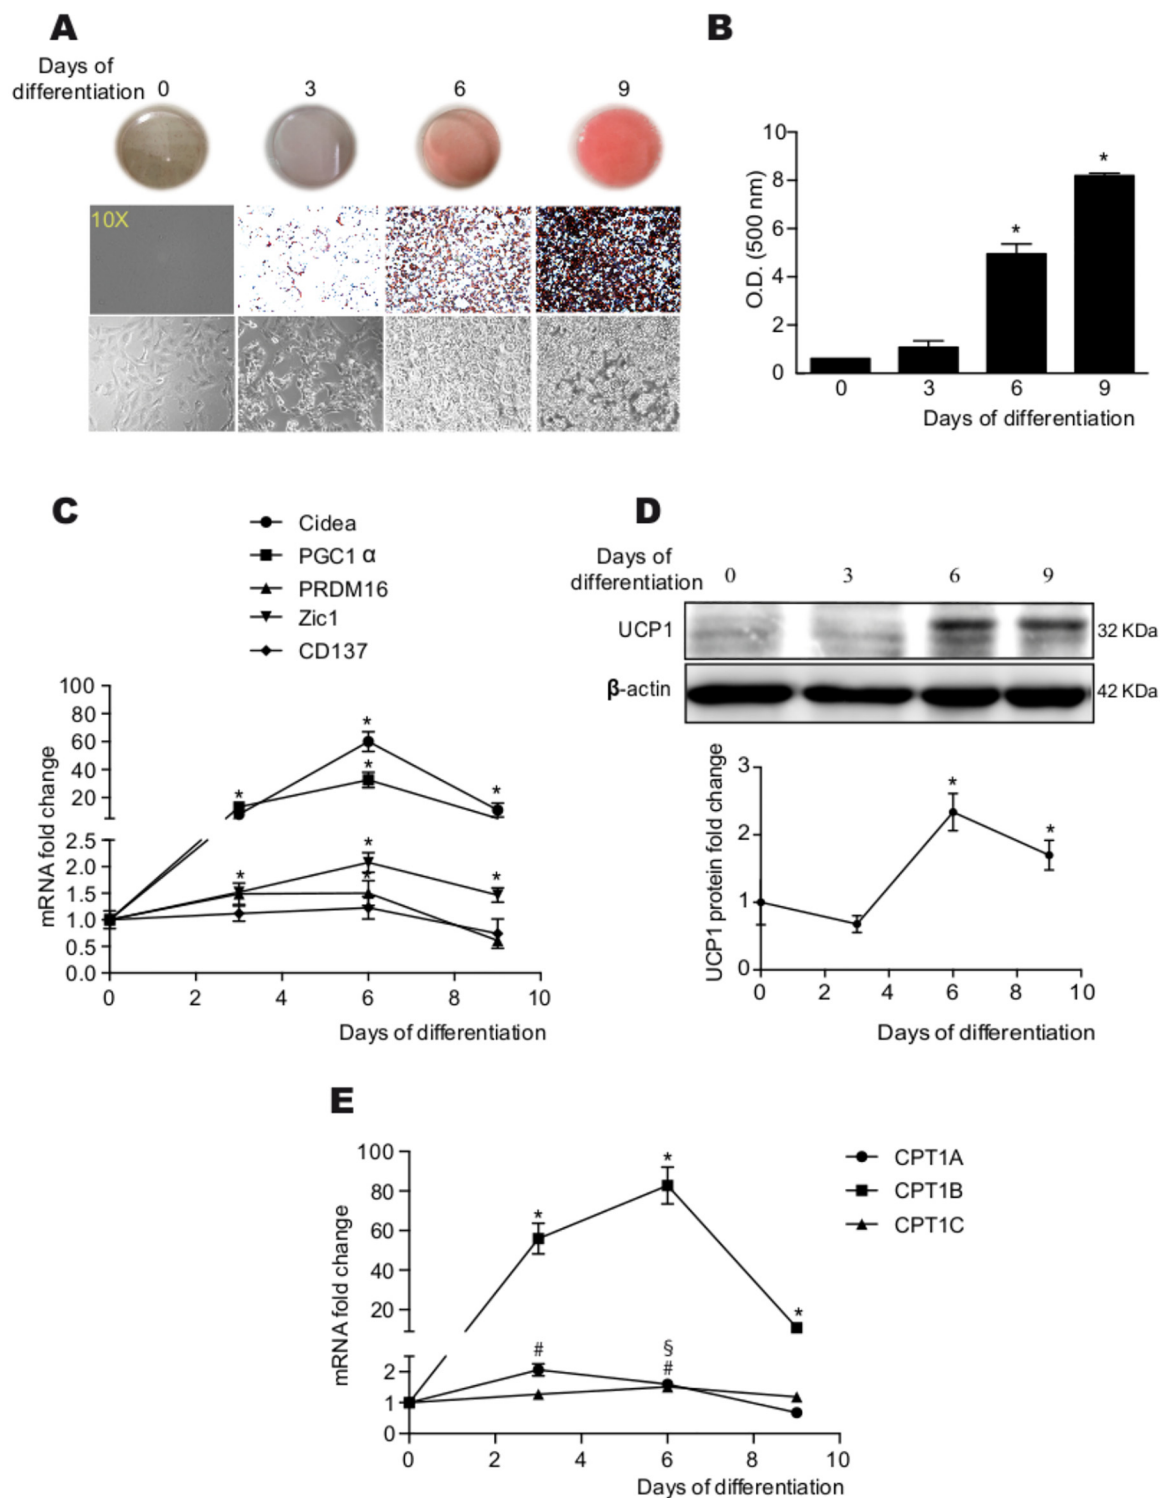 A
Days of
differentiation 0 3 6 9
10X
B
10
8
6
4
2
0
O.D. (500 nm)
* *
0 3 6 9
Days of differentiation
C
Cidea
PGC1 α
PRDM16
Zic1
CD137
100
80
60
40
20
2.5
2.0
1.5
1.0
0.5
0.0
mRNA fold change
* * * *
* * * *
0 2 4 6 8 10
Days of differentiation
D
Days of
differentiation 0 3 6 9
UCP1 32 KDa
β-actin 42 KDa
3
2
1
0
UCP1 protein fold change
* *
0 2 4 6 8 10
Days of differentiation
E
CPT1A
CPT1B
CPT1C
100
80
60
40
20
2
1
0
mRNA fold change
* * *
# §
#
0 2 4 6 8 10
Days of differentiation